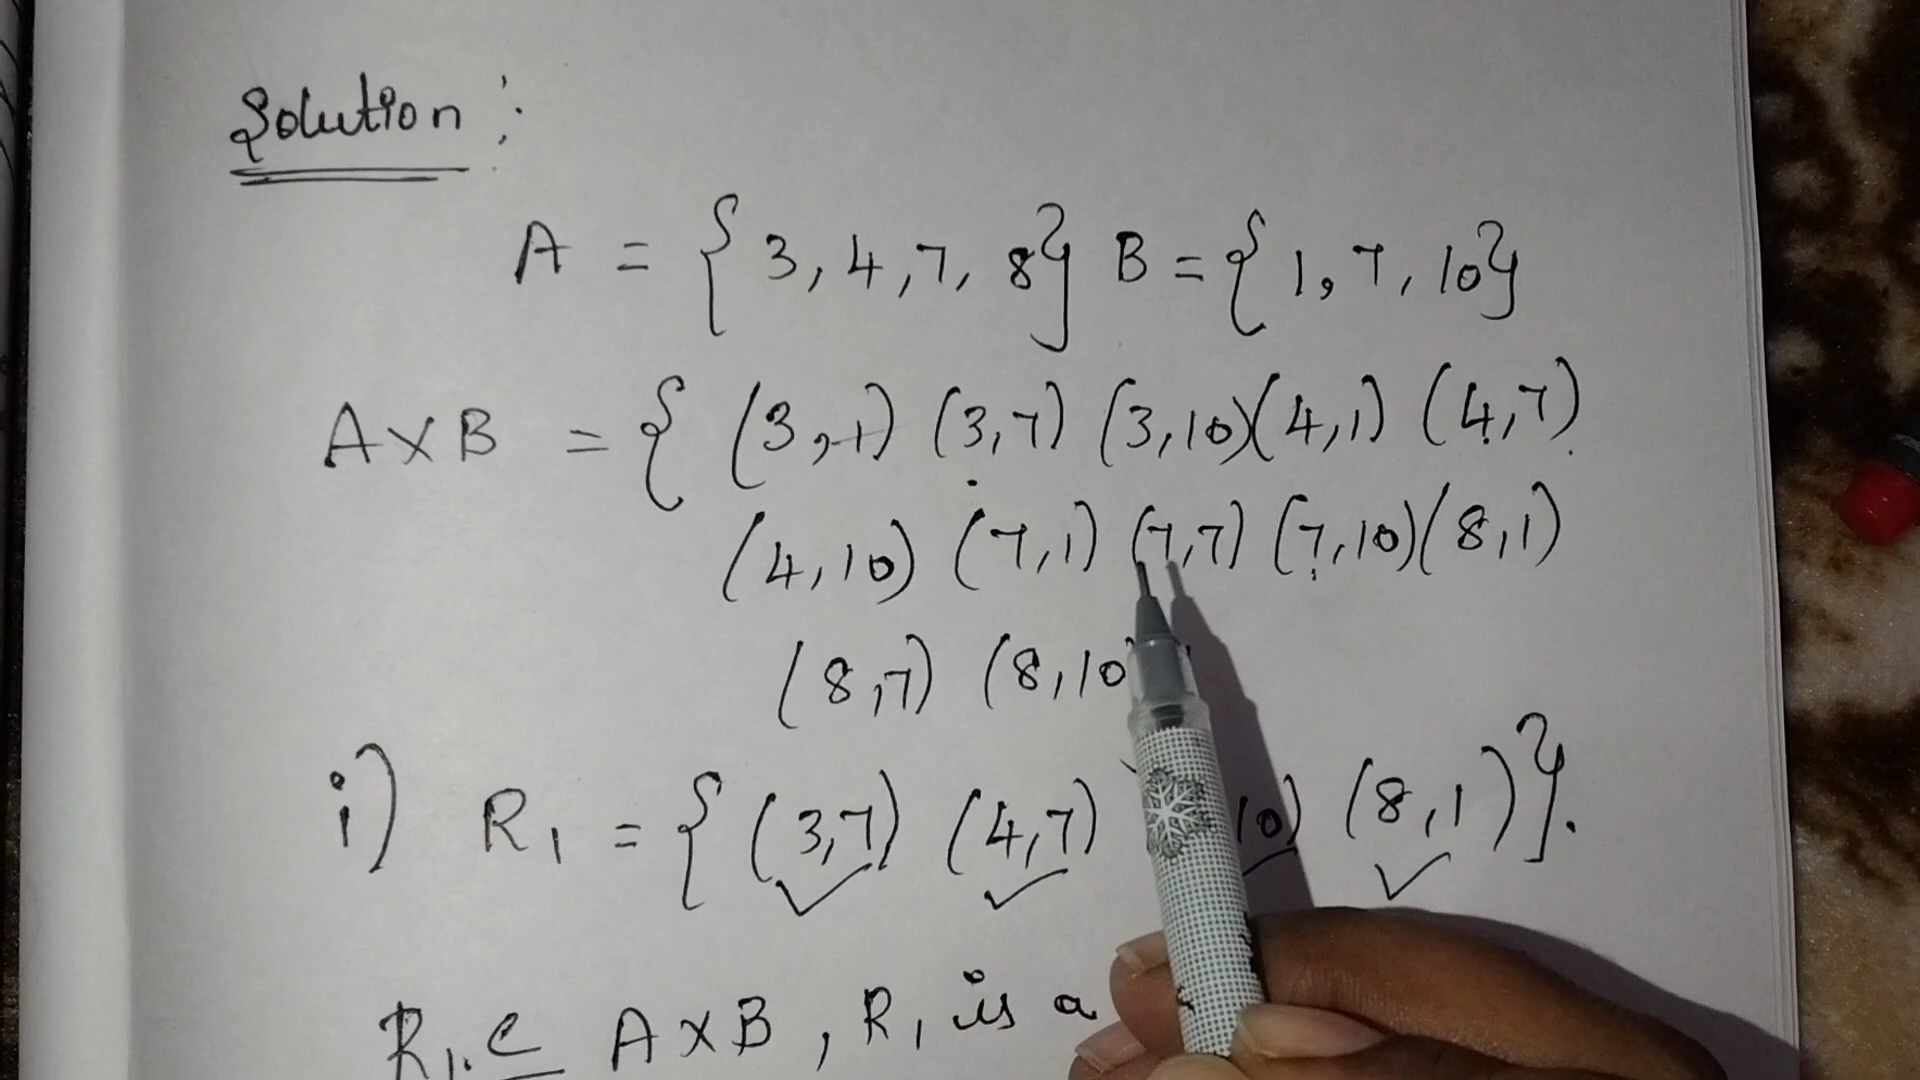 Solution :
A = { 3, 4, 7, 8} B = { 1, 7, 10}
A X B = { (3, 1) (3, 7) (3, 10) (4, 1) (4, 7)
(4, 10) (7, 1) (7, 7) (7, 10) (8, 1)
(8, 7) (8, 10
i) R1 = { (3, 7) (4, 7) 10) (8, 1) }.
R1 ⊆ A X B, R1 is a